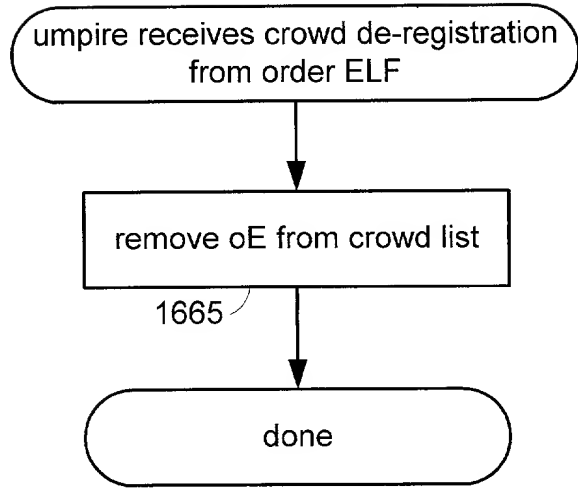 umpire receives crowd de-registration
from order ELF
remove oE from crowd list
1665
done